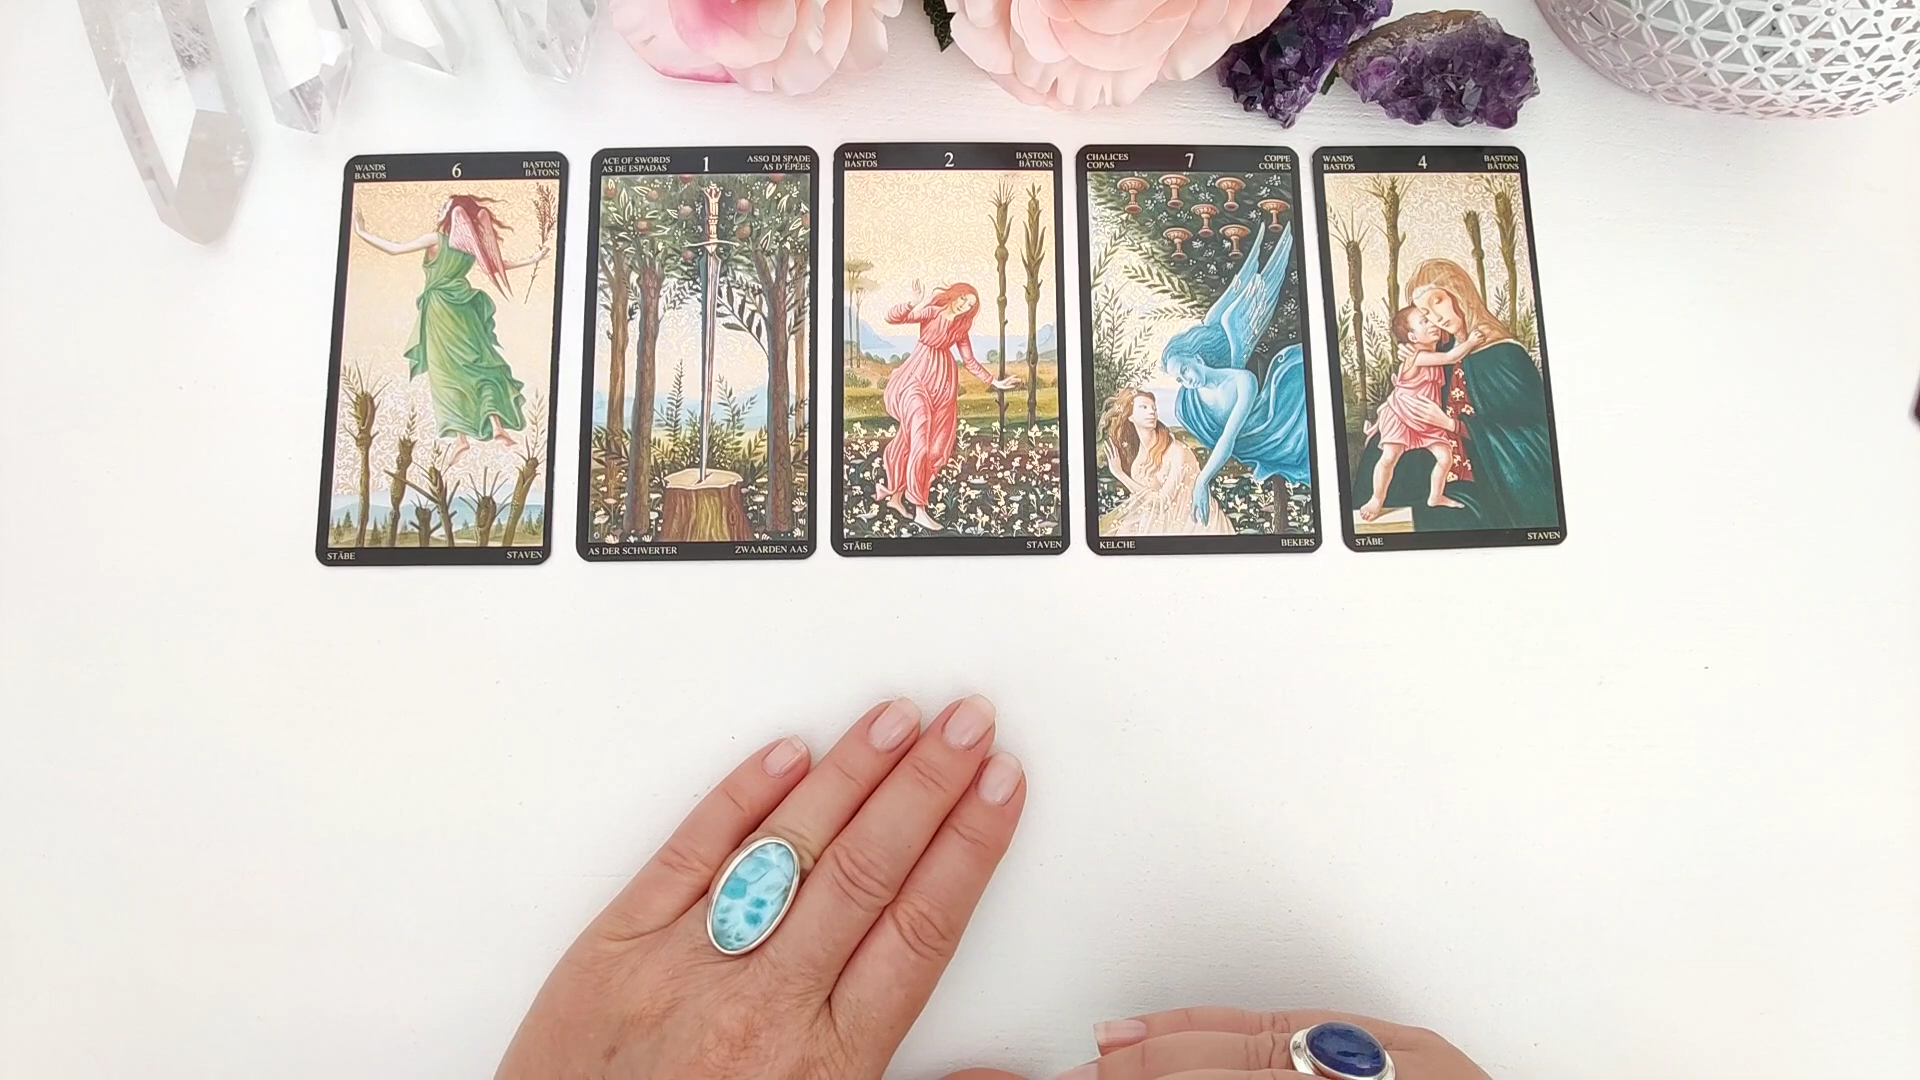 WANDS
BASTOS
6
BASTONI
BÂTONS
STÄBE
STAVEN
ACE OF SWORDS
AS DE ESPADAS
1
ASSO DI SPADE
AS D'ÉPÉES
AS DER SCHWERTER
ZWAARDEN AAS
WANDS
BASTOS
2
BASTONI
BÂTONS
STÄBE
STAVEN
CHALICES
COPAS
7
COPPE
COUPES
KELCHE
BEKERS
WANDS
BASTOS
4
BASTONI
BÂTONS
STÄBE
STAVEN